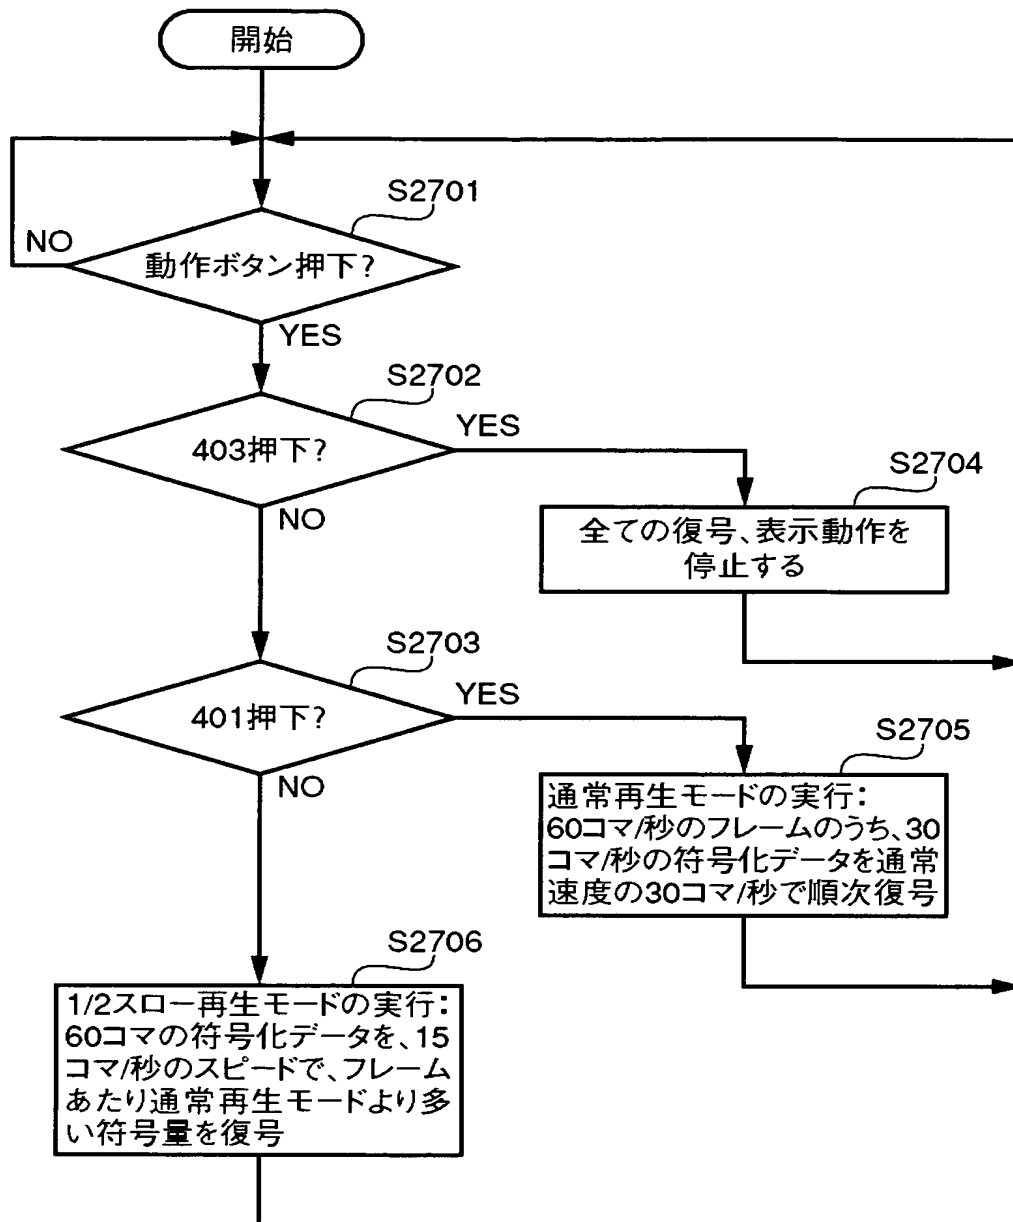 開始
S2701
NO
動作ボタン押下?
YES
S2702
403押下?
YES
NO
S2704
全ての復号、表示動作を
停止する
S2703
401押下?
YES
NO
S2705
通常再生モードの実行:
60コマ/秒のフレームのうち、30
コマ/秒の符号化データを通常
速度の30コマ/秒で順次復号
S2706
1/2スロー再生モードの実行:
60コマの符号化データを、15
コマ/秒のスピードで、フレーム
あたり通常再生モードより多
い符号量を復号